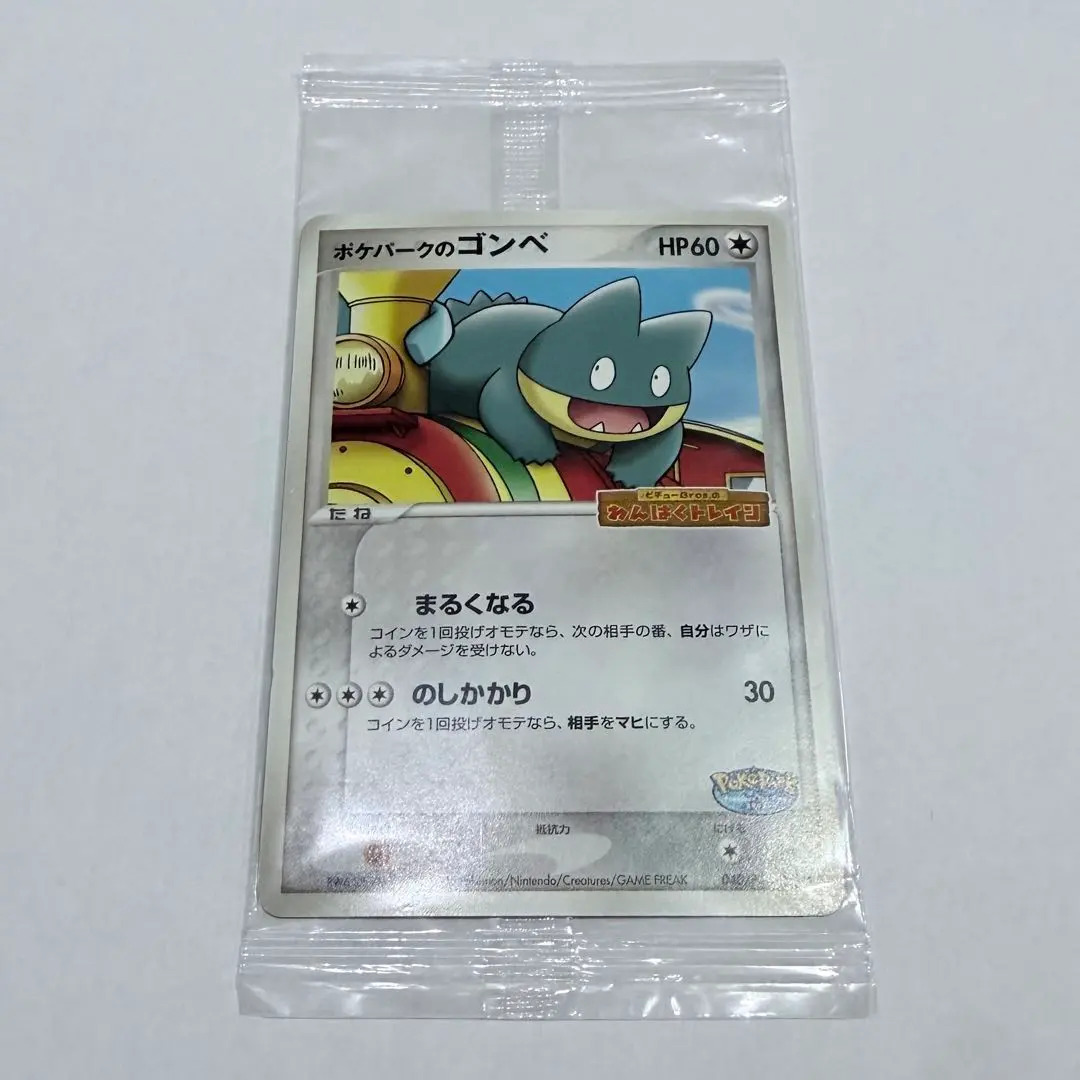 ポケパークのゴンベ HP60
たね
ピチューBros.の
わんぱくトレイン
まるくなる
コインを1回投げオモテなら、次の相手の番、自分はワザに
よるダメージを受けない。
のしかかり 30
コインを1回投げオモテなら、相手をマヒにする。
PokéPark
抵抗力 にげる
/Nintendo/Creatures/GAME FREAK